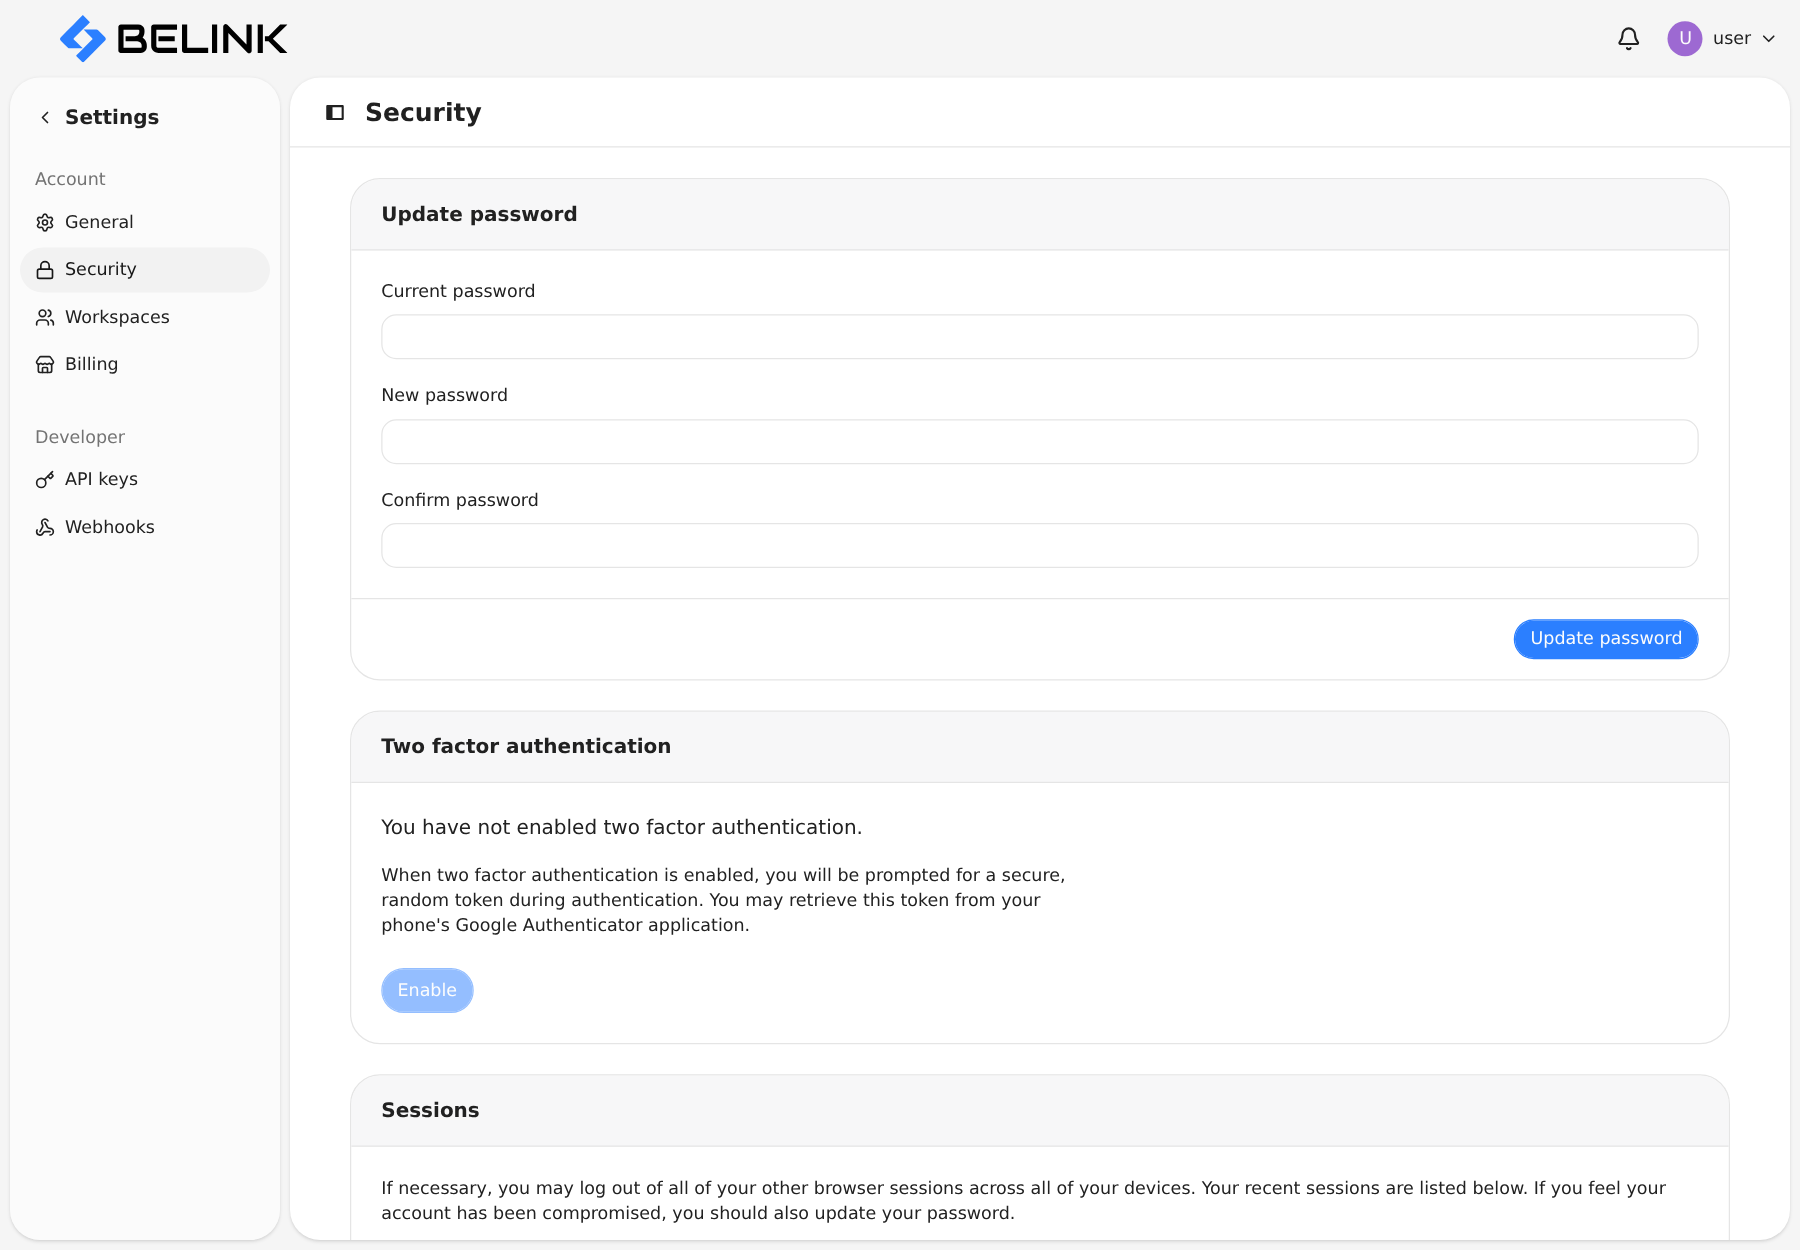 BELINK
U
user
Settings
Account
General
Security
Workspaces
Billing
Developer
API keys
Webhooks
Security
Update password
Current password
New password
Confirm password
Update password
Two factor authentication
You have not enabled two factor authentication.
When two factor authentication is enabled, you will be prompted for a secure,
random token during authentication. You may retrieve this token from your
phone's Google Authenticator application.
Enable
Sessions
If necessary, you may log out of all of your other browser sessions across all of your devices. Your recent sessions are listed below. If you feel your
account has been compromised, you should also update your password.